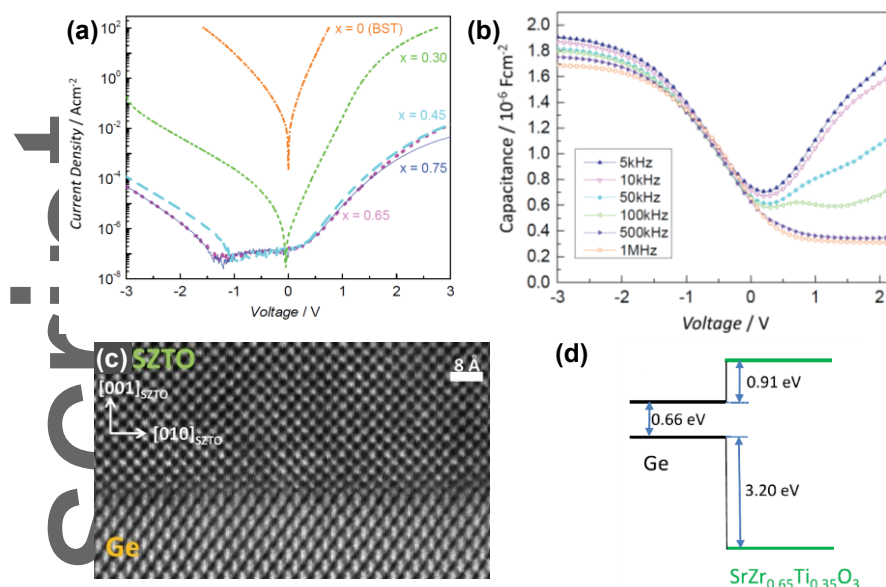 (a)
10^2
10^0
10^-2
10^-4
10^-6
10^-8
Current Density / Acm^-2
x = 0 (BST)
x = 0.30
x = 0.45
x = 0.75
x = 0.65
-3 -2 -1 0 1 2 3
Voltage / V
(b)
2.0
1.8
1.6
1.4
1.2
1.0
0.8
0.6
0.4
0.2
0.0
Capacitance / 10^-6 Fcm^-2
5kHz
10kHz
50kHz
100kHz
500kHz
1MHz
-3 -2 -1 0 1 2
Voltage / V
(c) SZTO
8 Å
[001]SZTO
[010]SZTO
Ge
(d)
0.91 eV
0.66 eV
Ge
3.20 eV
SrZr0.65Ti0.35O3